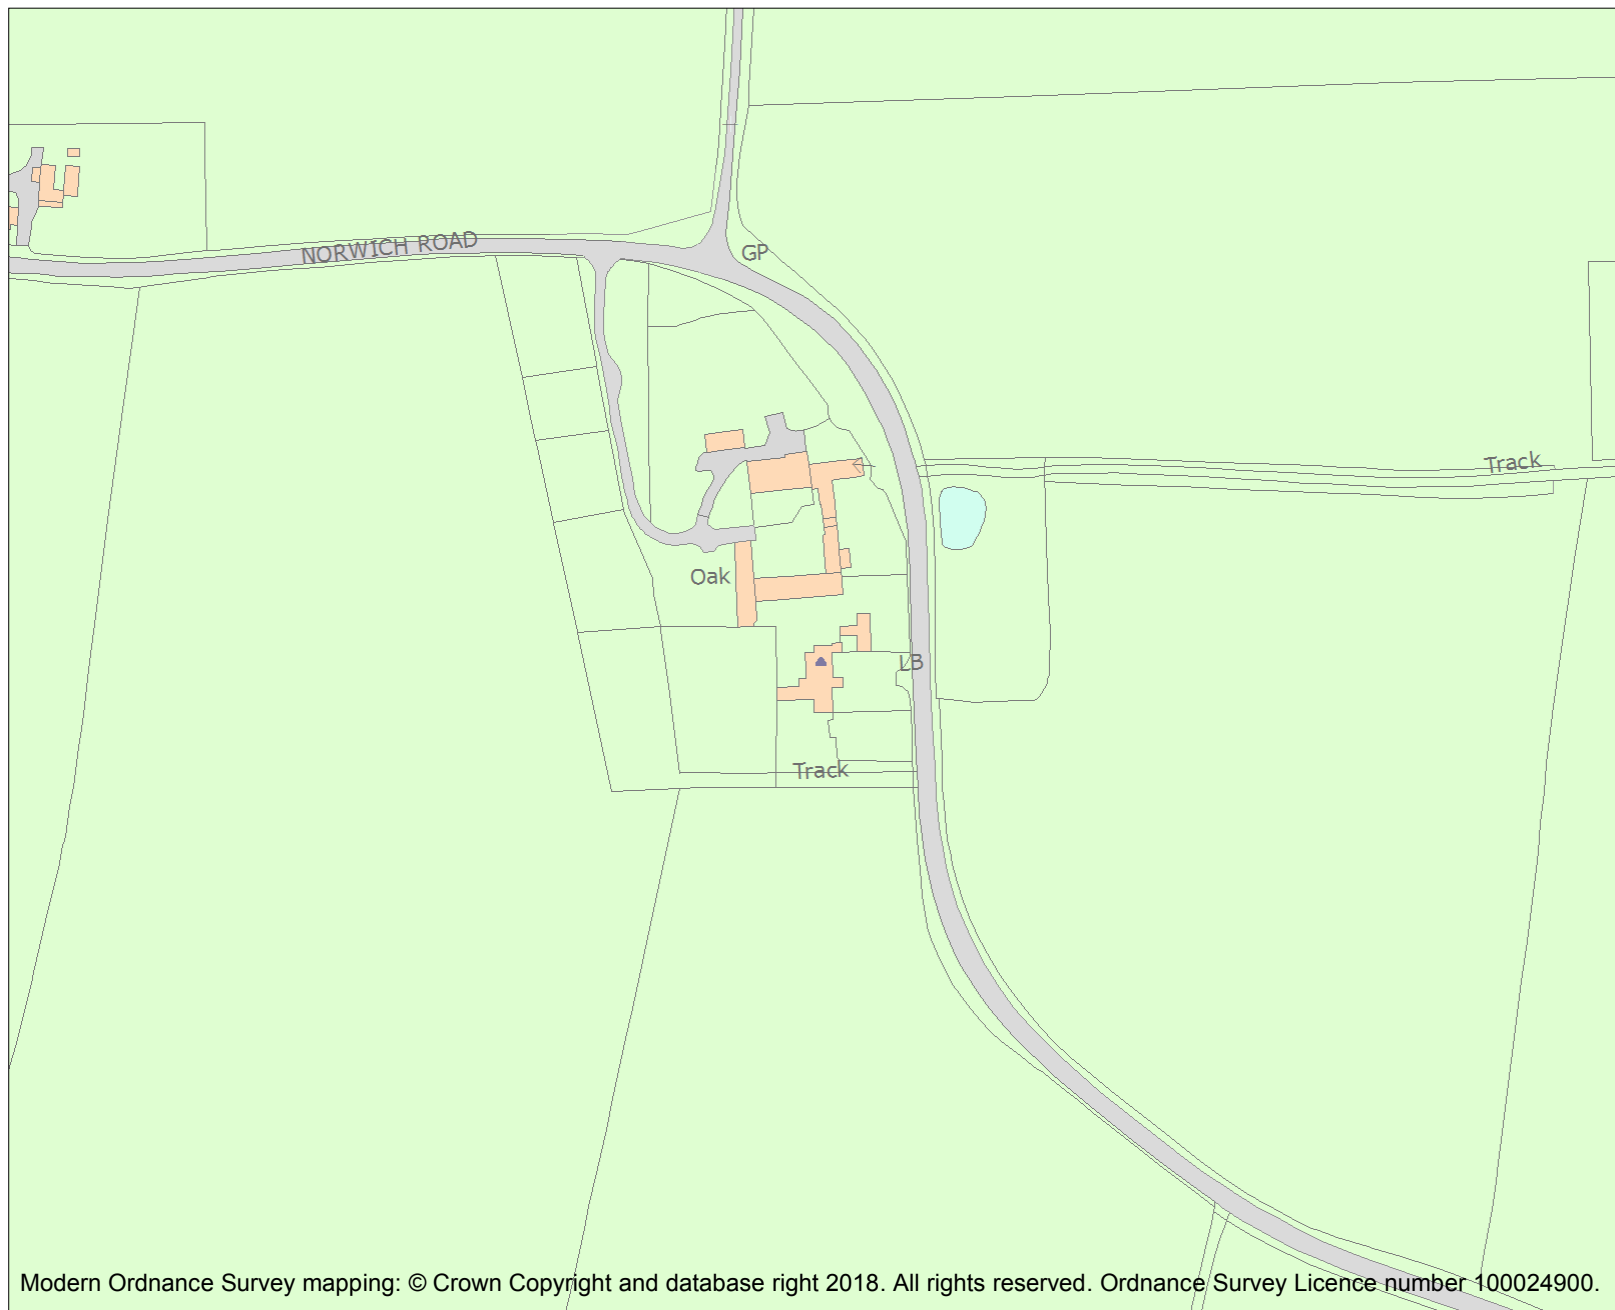 NORWICH ROAD
GP
Track
Oak
LB
Track
Modern Ordnance Survey mapping: © Crown Copyright and database right 2018. All rights reserved. Ordnance Survey Licence number 100024900.